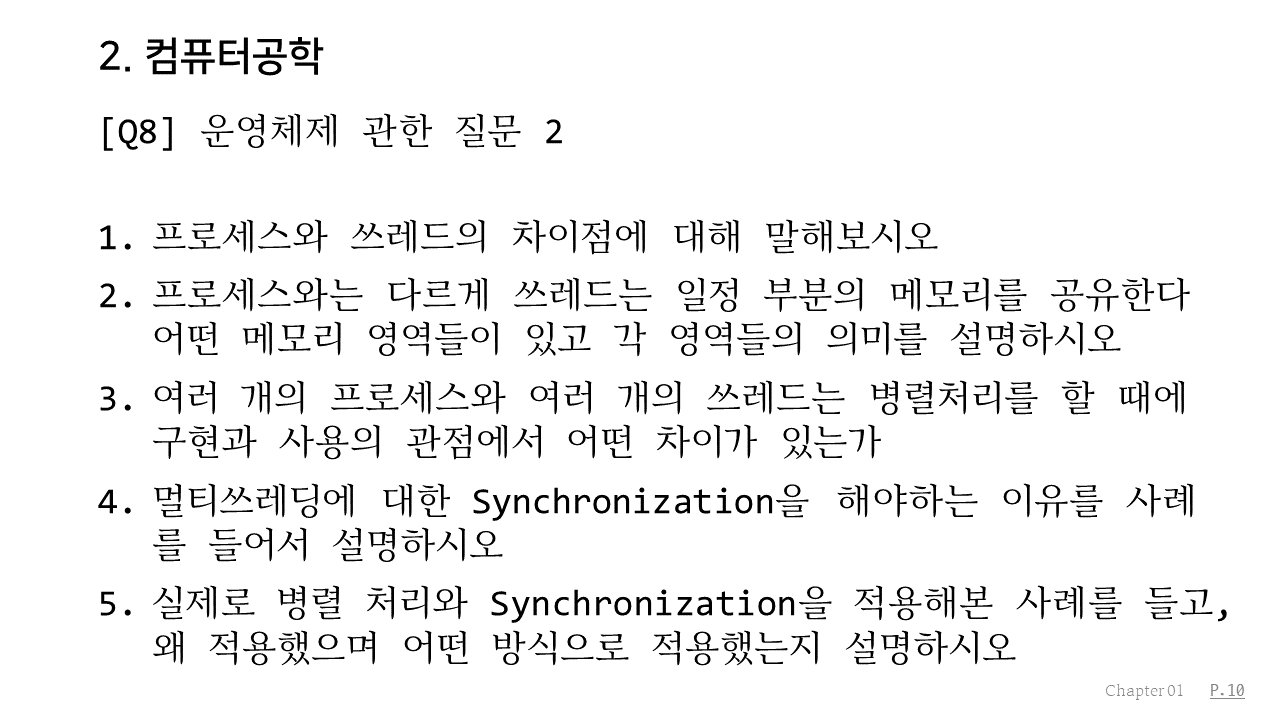 2. 컴퓨터공학
[Q8] 운영체제 관한 질문 2
1. 프로세스와 쓰레드의 차이점에 대해 말해보시오
2. 프로세스와는 다르게 쓰레드는 일정 부분의 메모리를 공유한다
어떤 메모리 영역들이 있고 각 영역들의 의미를 설명하시오
3. 여러 개의 프로세스와 여러 개의 쓰레드는 병렬처리를 할 때에
구현과 사용의 관점에서 어떤 차이가 있는가
4. 멀티쓰레딩에 대한 Synchronization을 해야하는 이유를 사례
를 들어서 설명하시오
5. 실제로 병렬 처리와 Synchronization을 적용해본 사례를 들고,
왜 적용했으며 어떤 방식으로 적용했는지 설명하시오
Chapter 01 P.10